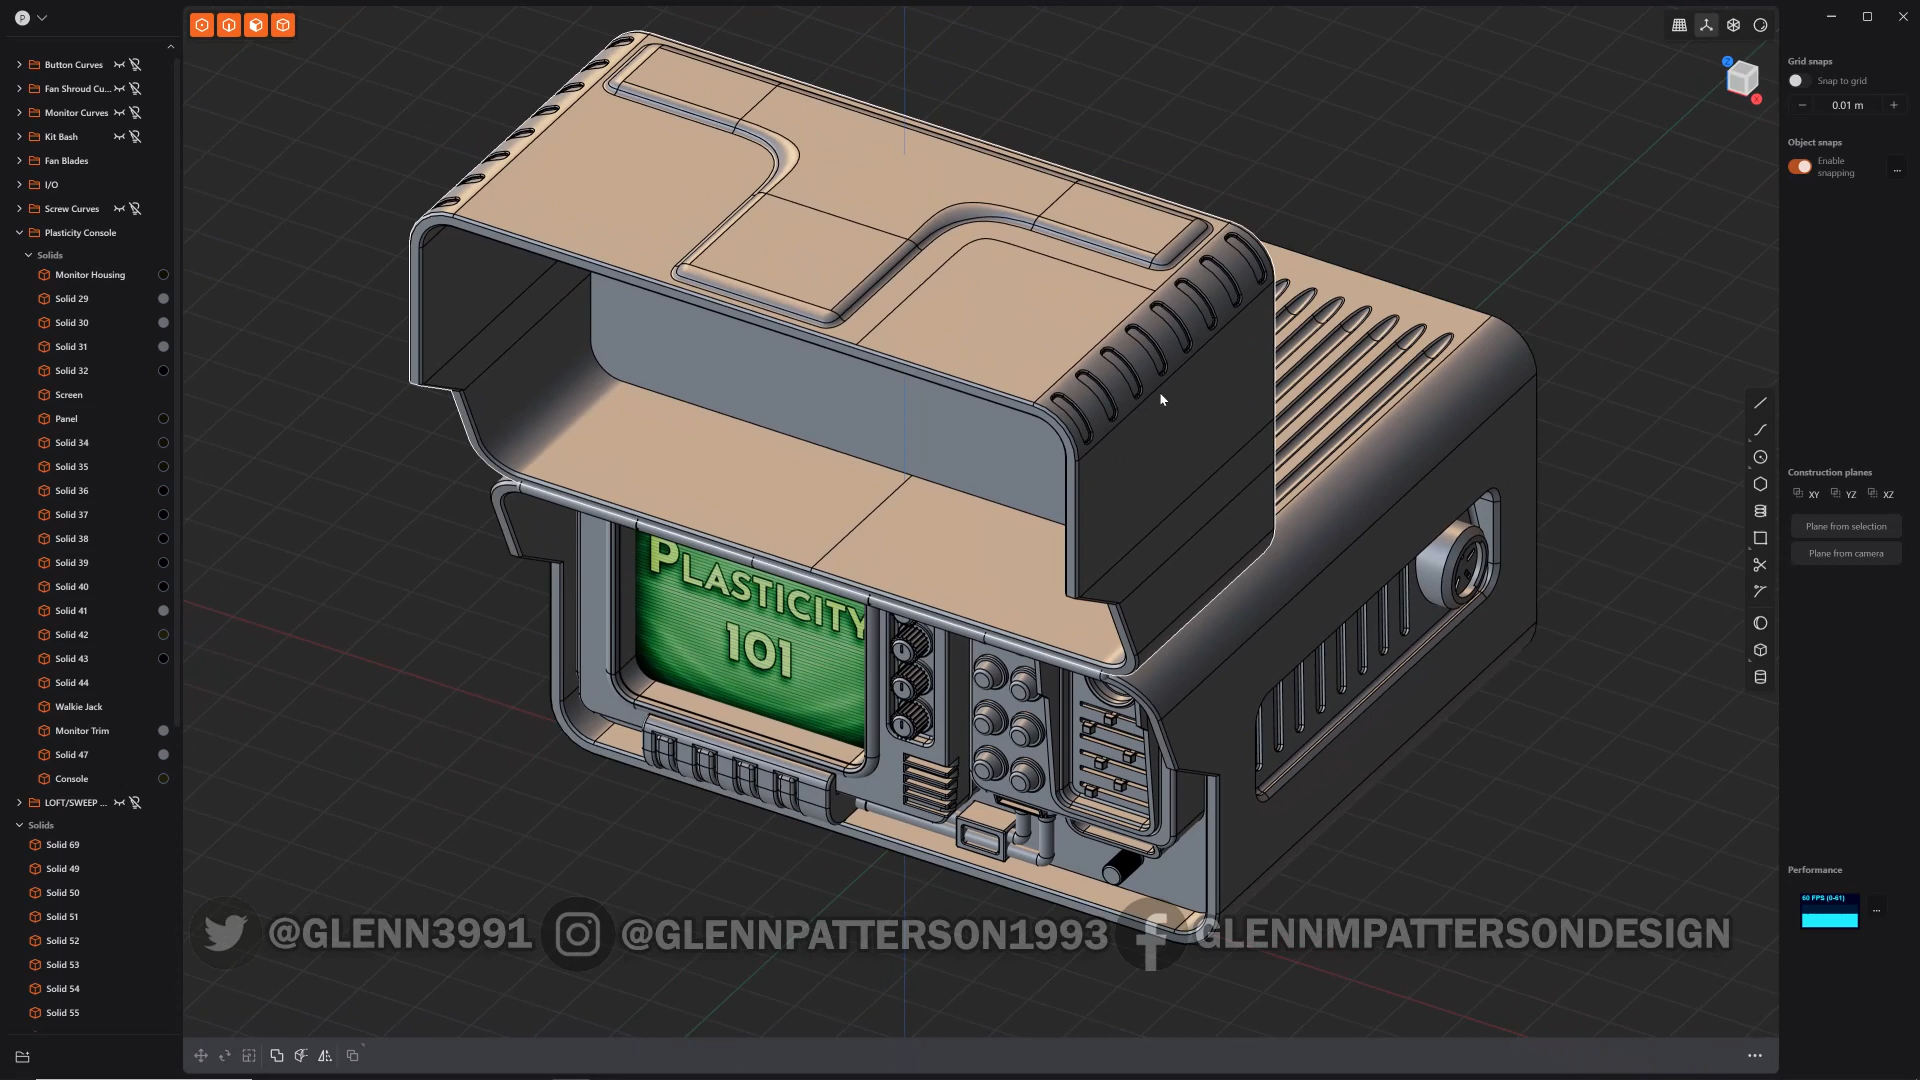 P
Button Curves
Fan Shroud Cu...
Monitor Curves
Kit Bash
Fan Blades
I/O
Screw Curves
Plasticity Console
Solids
Monitor Housing
Solid 29
Solid 30
Solid 31
Solid 32
Screen
Panel
Solid 34
Solid 35
Solid 36
Solid 37
Solid 38
Solid 39
Solid 40
Solid 41
Solid 42
Solid 43
Solid 44
Walkie Jack
Monitor Trim
Solid 47
Console
LOFT/SWEEP ...
Solids
Solid 69
Solid 49
Solid 50
Solid 51
Solid 52
Solid 53
Solid 54
Solid 55
PLASTICITY
101
@GLENN3991
@GLENNPATTERSON1993
GLENNMPATTERSONDESIGN
Z
X
Grid snaps
Snap to grid
0.01 m
Object snaps
Enable
snapping
...
Construction planes
XY YZ XZ
Plane from selection
Plane from camera
Performance
60 FPS (0-61)
...